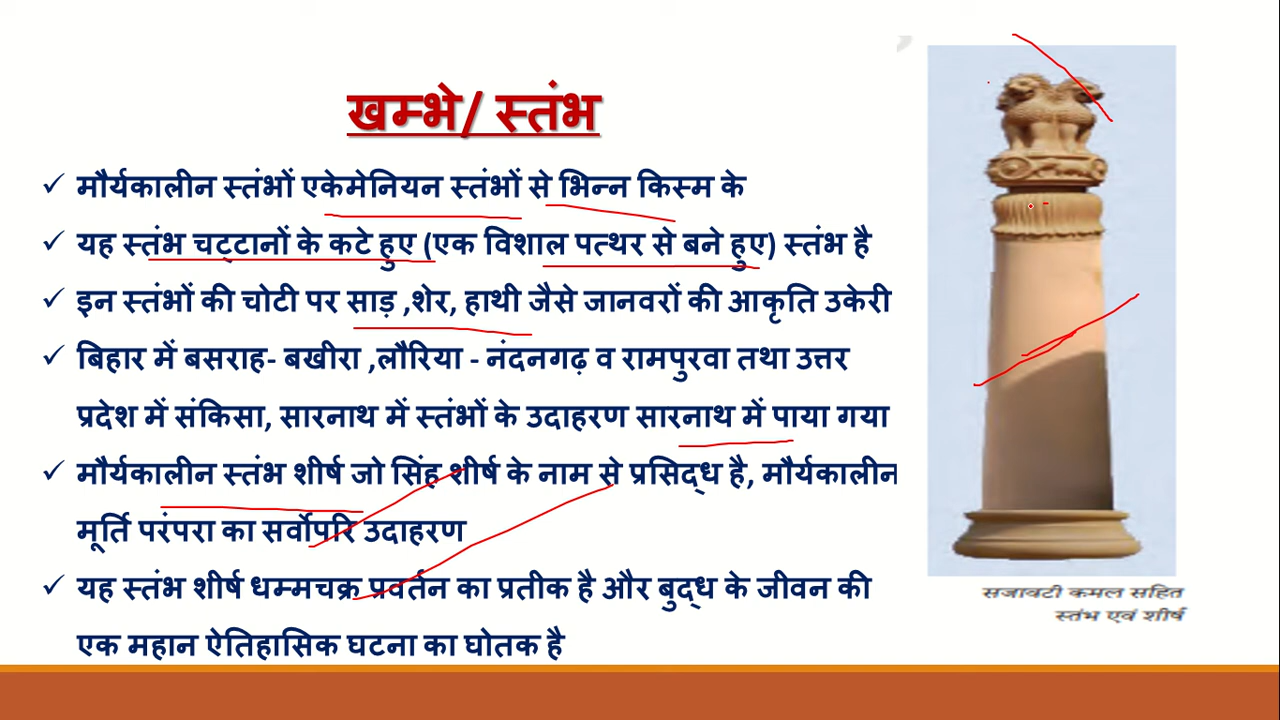 खम्भे/ स्तंभ
✓ मौर्यकालीन स्तंभों एकेमेनियन स्तंभों से भिन्न किस्म के
✓ यह स्तंभ चट्टानों के कटे हुए (एक विशाल पत्थर से बने हुए) स्तंभ है
✓ इन स्तंभों की चोटी पर साड़ ,शेर, हाथी जैसे जानवरों की आकृति उकेरी
✓ बिहार में बसराह- बखीरा ,लौरिया - नंदनगढ़ व रामपुरवा तथा उत्तर
प्रदेश में संकिसा, सारनाथ में स्तंभों के उदाहरण सारनाथ में पाया गया
✓ मौर्यकालीन स्तंभ शीर्ष जो सिंह शीर्ष के नाम से प्रसिद्ध है, मौर्यकालीन
मूर्ति परंपरा का सर्वोपरि उदाहरण
✓ यह स्तंभ शीर्ष धम्मचक्र प्रवर्तन का प्रतीक है और बुद्ध के जीवन की
एक महान ऐतिहासिक घटना का घोतक है
सजावटी कमल सहित
स्तंभ एवं शीर्ष